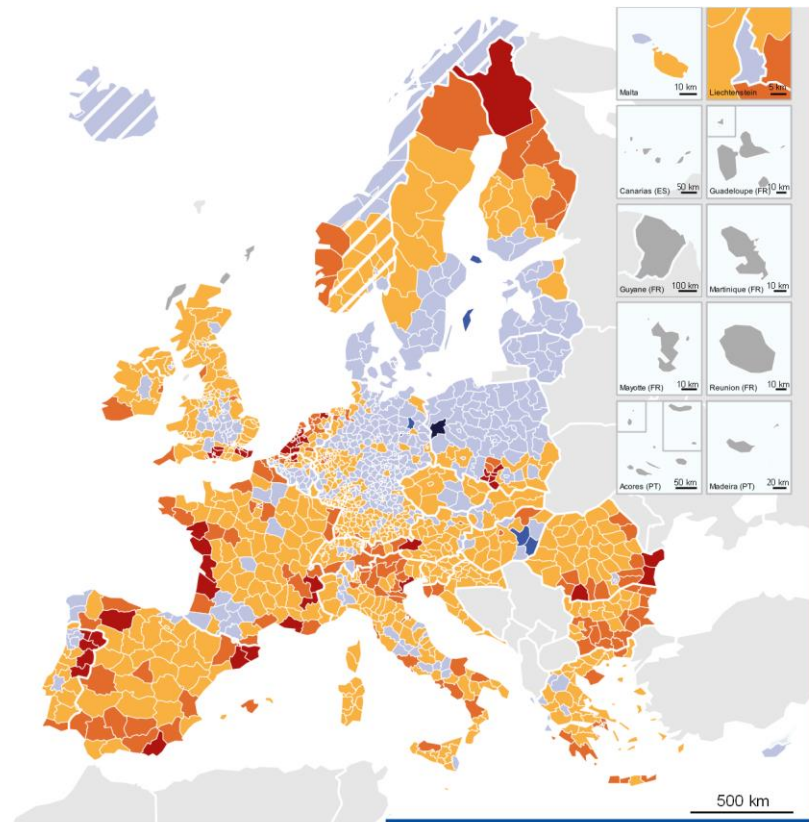 Malta
10 km
Liechtenstein
5 km
Canarias (ES)
50 km
Guadeloupe (FR)
10 km
Guyane (FR)
100 km
Martinique (FR)
10 km
Mayotte (FR)
10 km
Reunion (FR)
10 km
Acores (PT)
50 km
Madeira (PT)
20 km
500 km